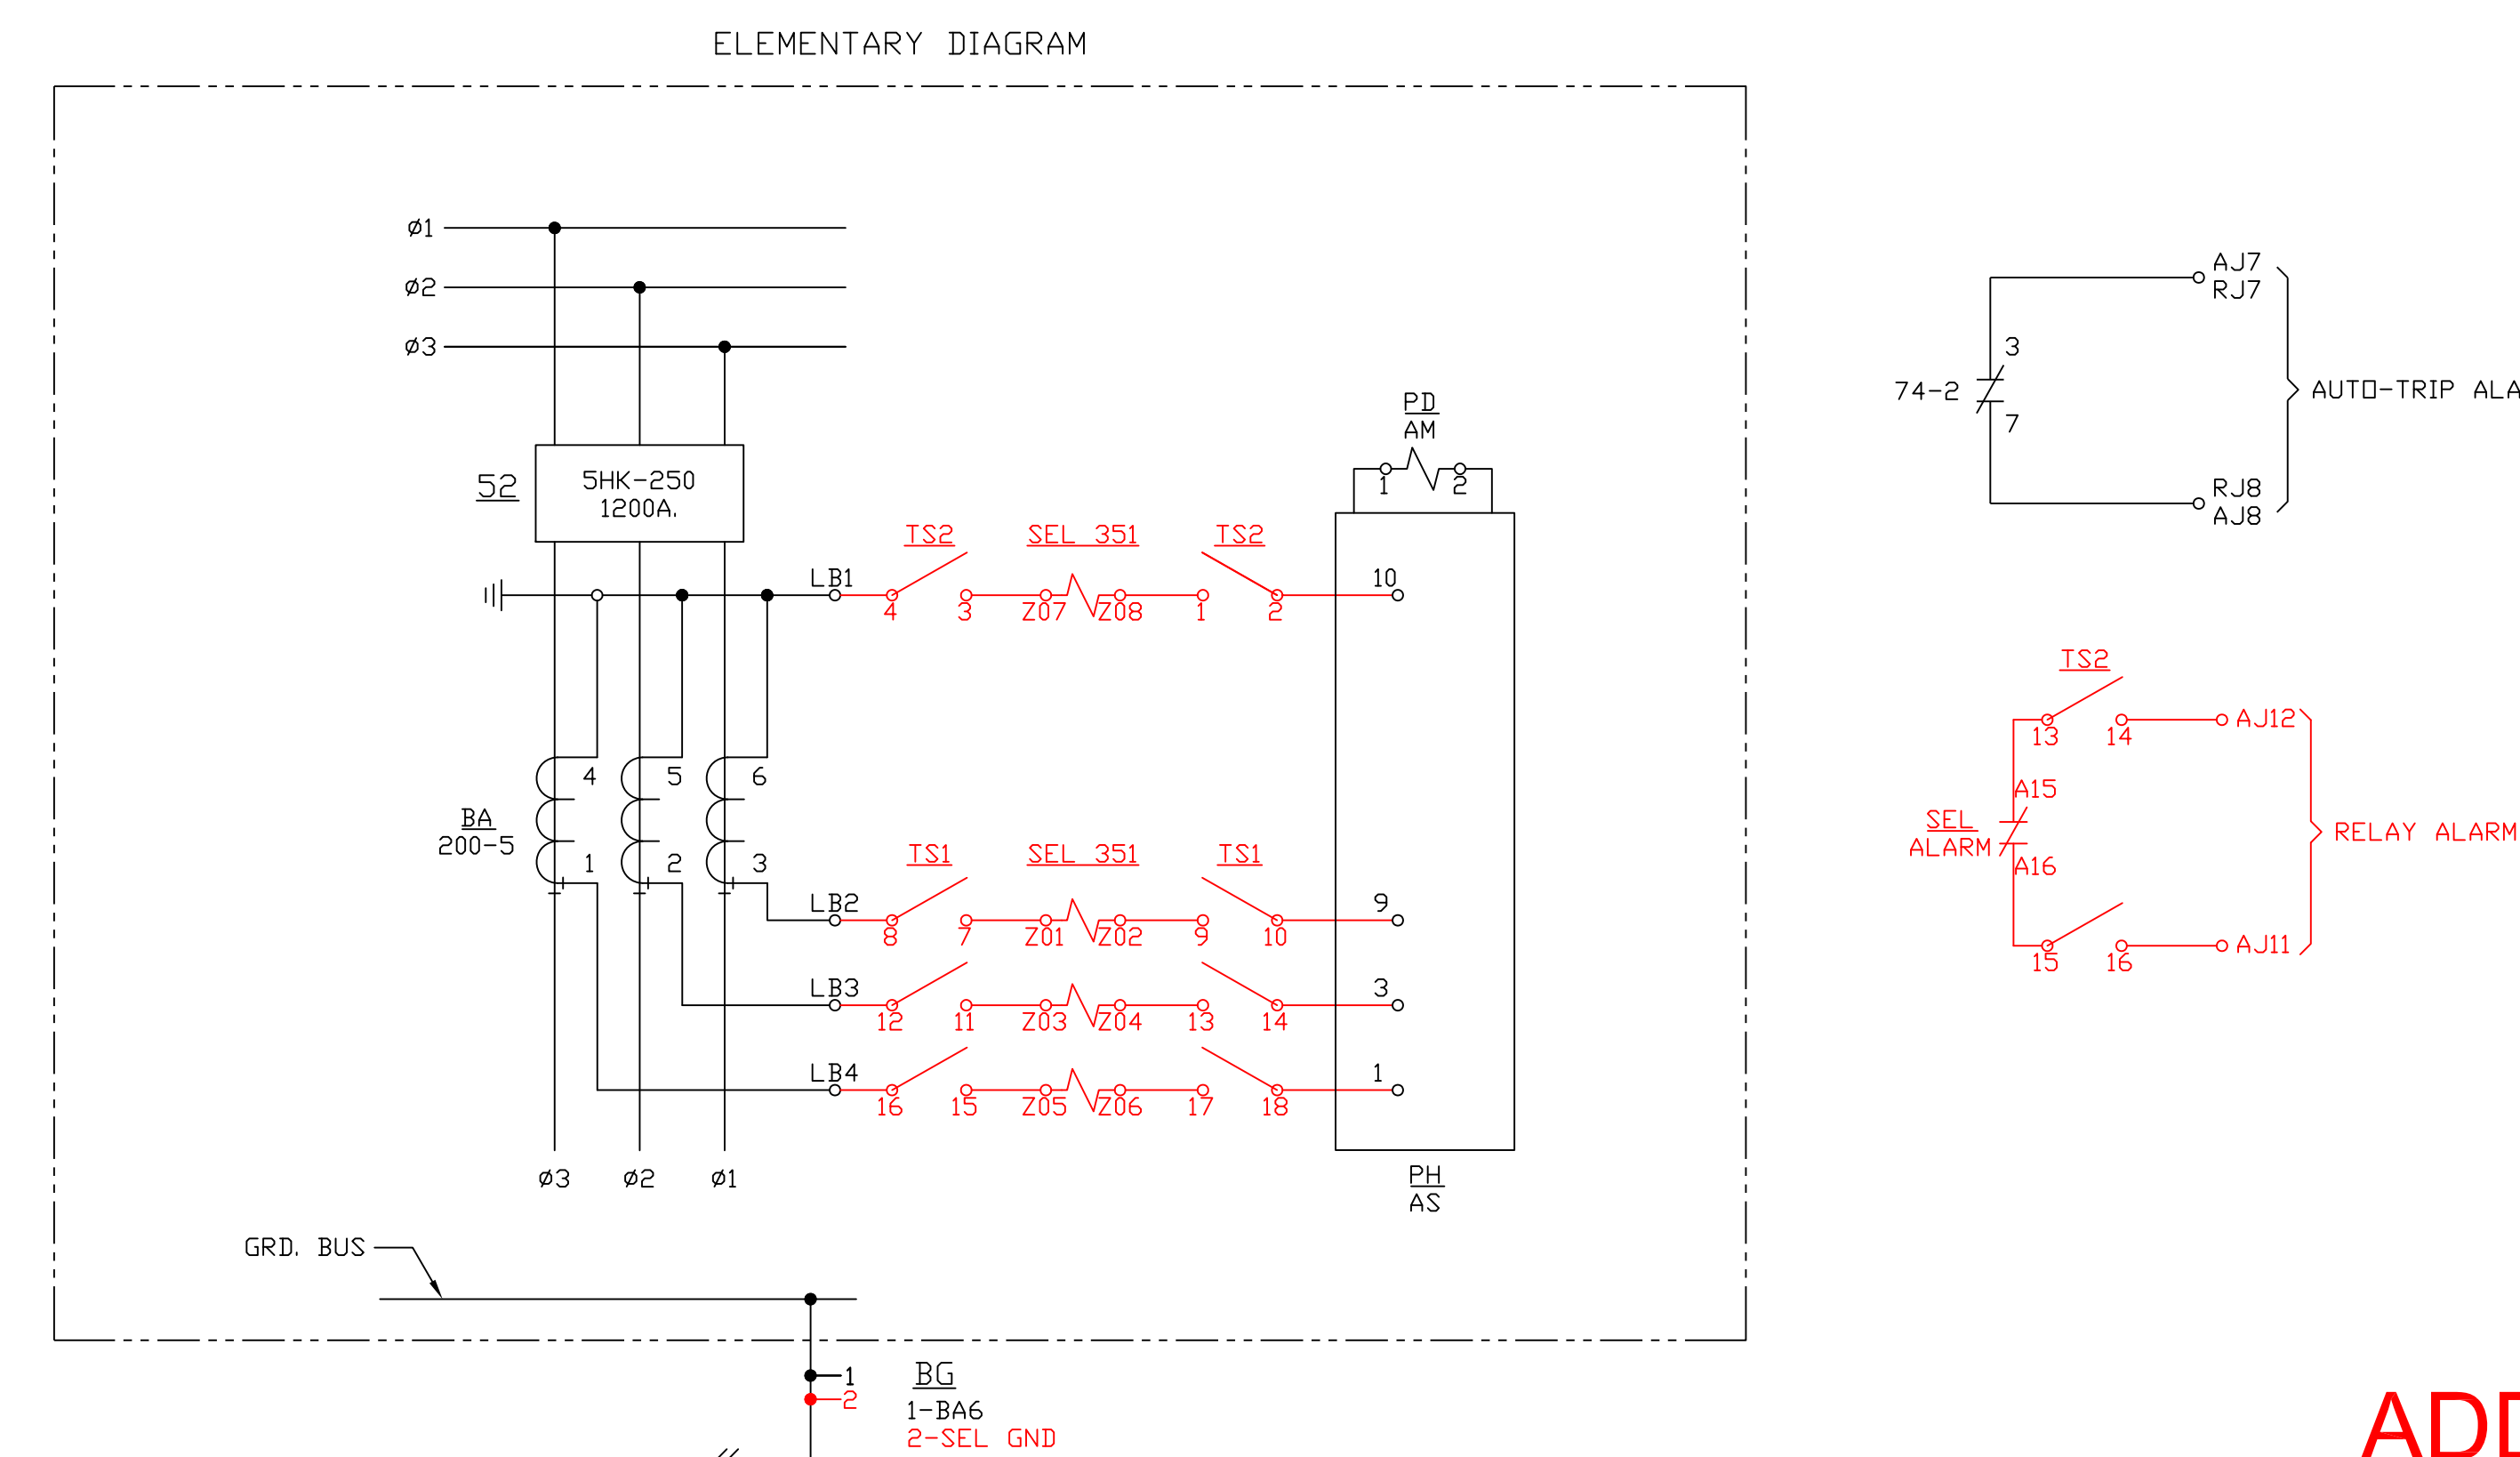 ELEMENTARY DIAGRAM
Ø1
Ø2
Ø3
52
5HK-250
1200A.
PD
AM
1
2
TS2
SEL 351
TS2
LB1
4
3
Z07
Z08
1
2
10
BA
200-5
4
5
6
1
2
3
TS1
SEL 351
TS1
LB2
8
7
Z01
Z02
9
10
9
LB3
12
11
Z03
Z04
13
14
3
LB4
16
15
Z05
Z06
17
18
1
Ø3
Ø2
Ø1
PH
AS
GRD. BUS
1
2
BG
1-BA6
2-SEL GND
AJ7
RJ7
3
74-2
7
AUTO-TRIP ALA
RJ8
AJ8
TS2
13
14
AJ12
A15
SEL
ALARM
A16
RELAY ALARM
15
16
AJ11
ADD